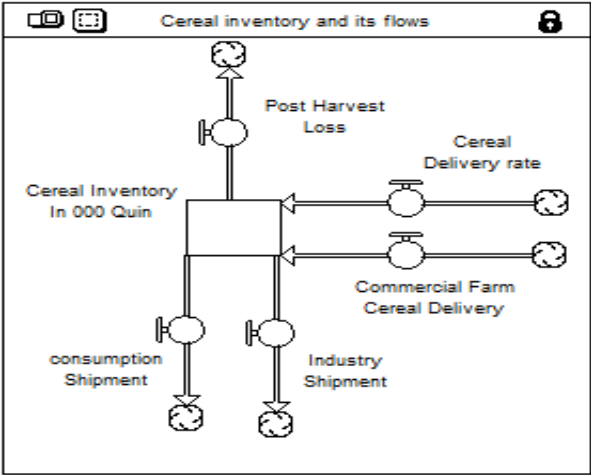 Cereal inventory and its flows
Post Harvest
Loss
Cereal
Delivery rate
Cereal Inventory
In 000 Quin
Commercial Farm
Cereal Delivery
consumption
Shipment
Industry
Shipment